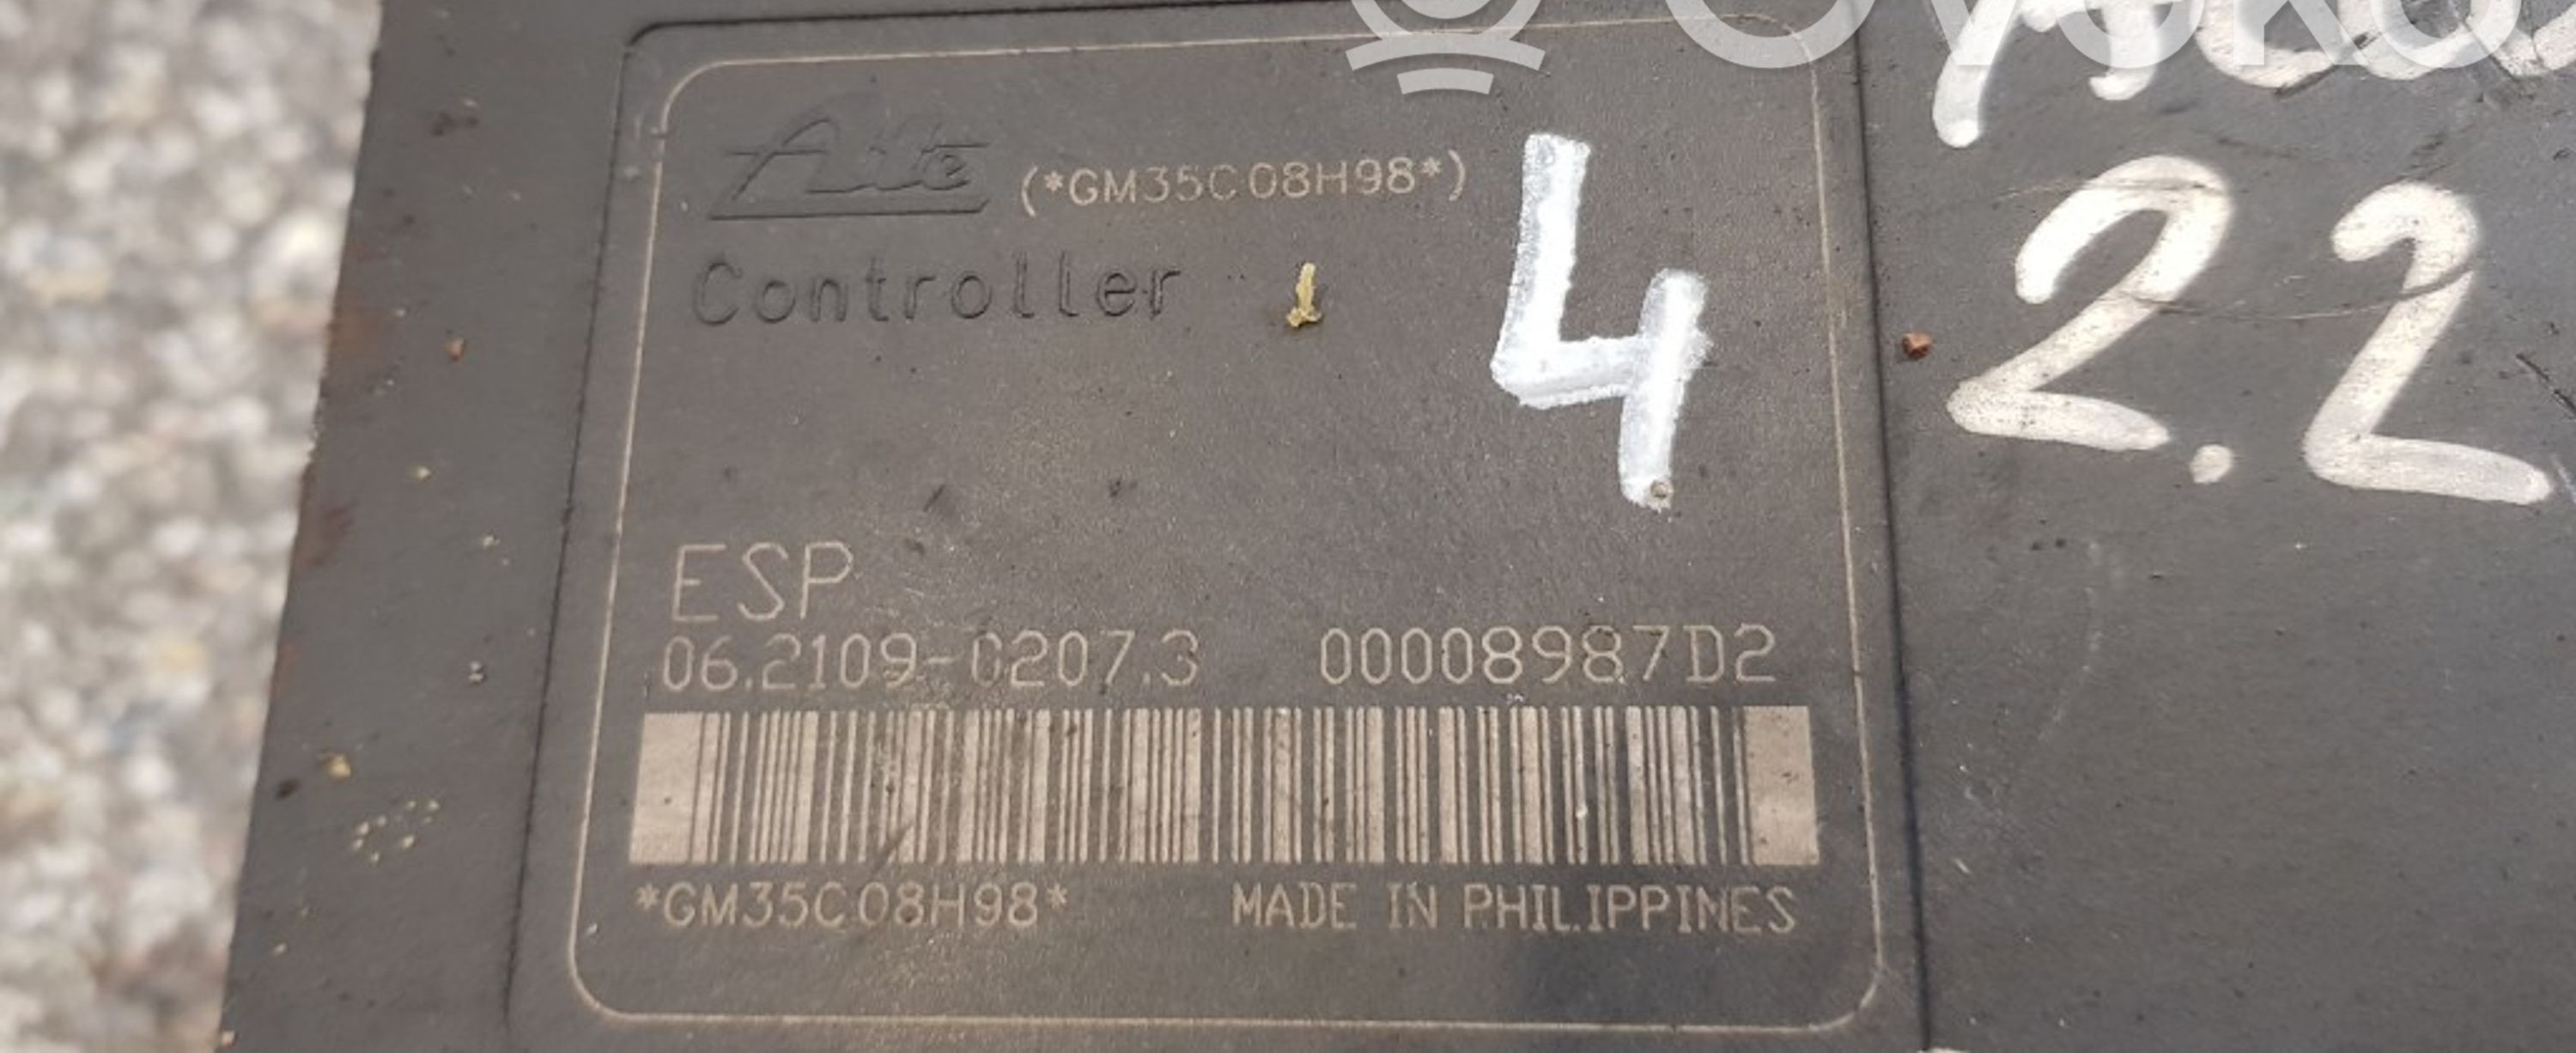 Ate (*GM35C08H98*)
Controller
4
2.2
ESP
06.2109-0207.3 00008987D2
*GM35C08H98* MADE IN PHILIPPINES